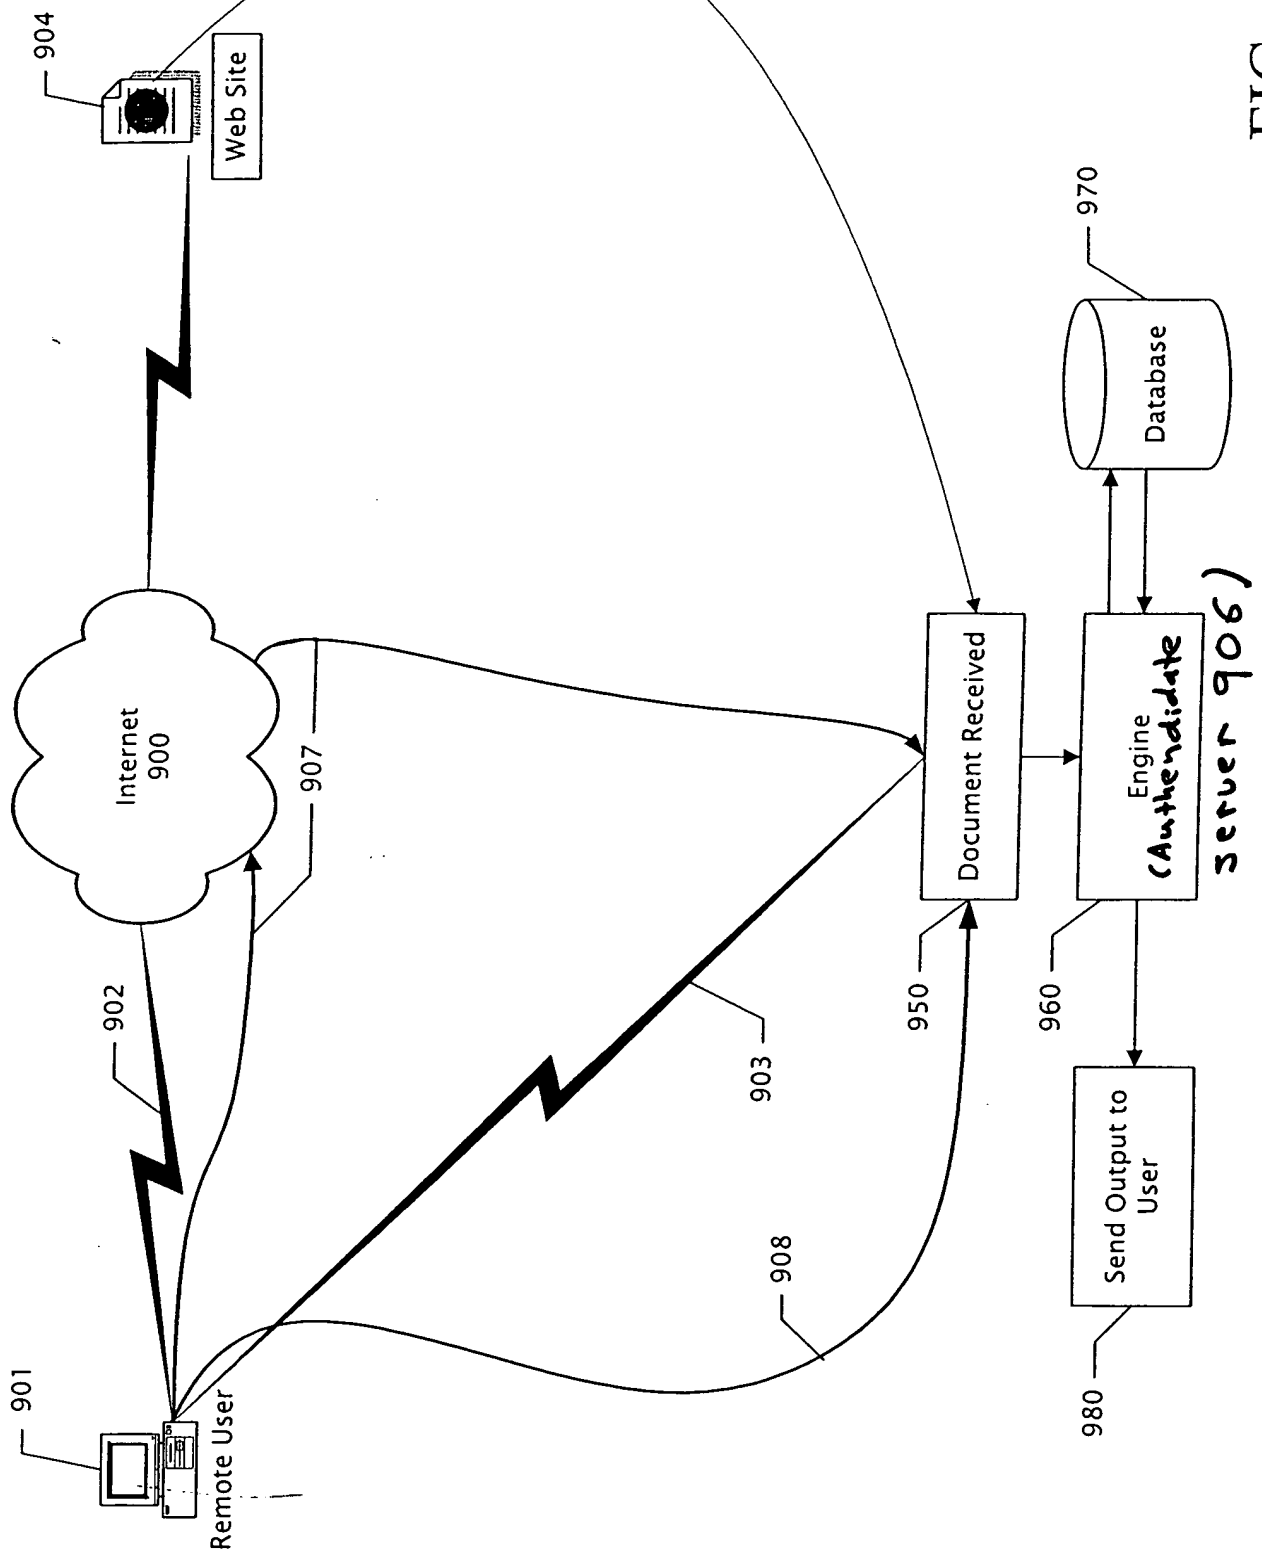 901
Remote User
902
Internet
900
907
904
Web Site
903
908
950
Document Received
960
Engine
(Authendidate
server 906)
970
Database
980
Send Output to
User
FIG